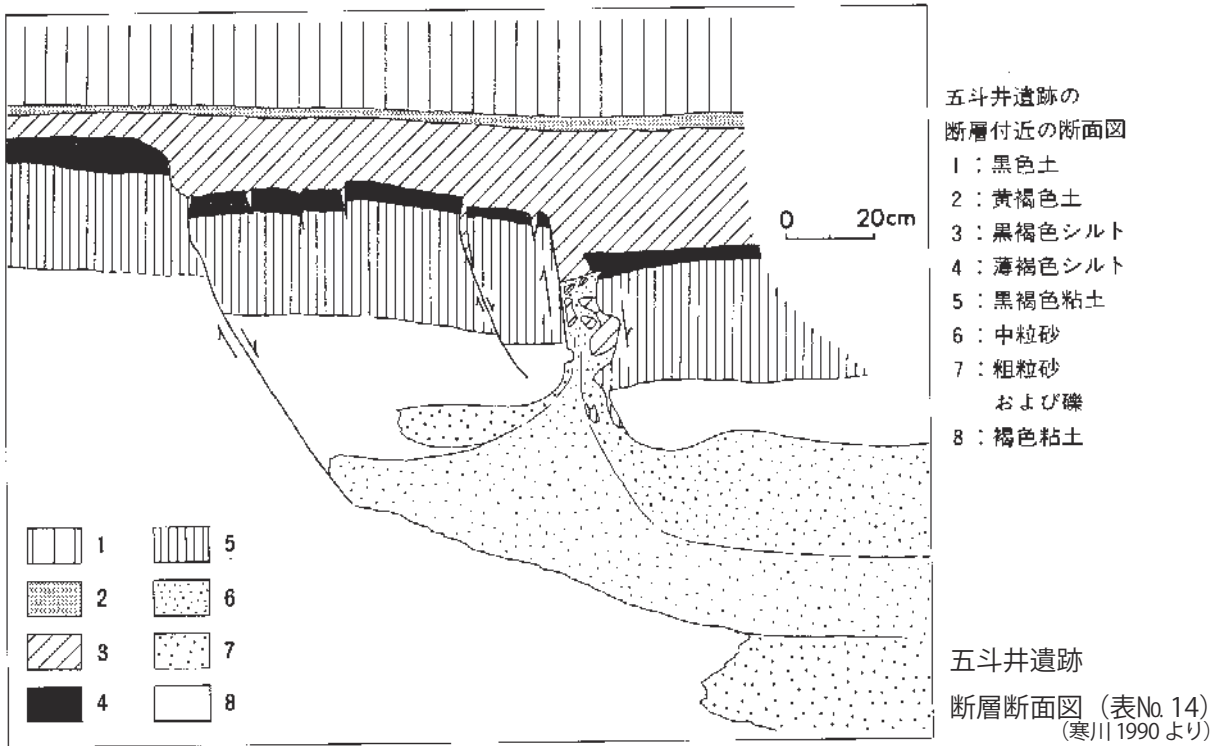 五斗井遺跡の
断層付近の断面図
1：黒色土
2：黄褐色土
3：黒褐色シルト
4：薄褐色シルト
5：黒褐色粘土
6：中粒砂
7：粗粒砂
および礫
8：褐色粘土
0 20cm
1 5
2 6
3 7
4 8
五斗井遺跡
断層断面図（表№14）
（寒川1990より）